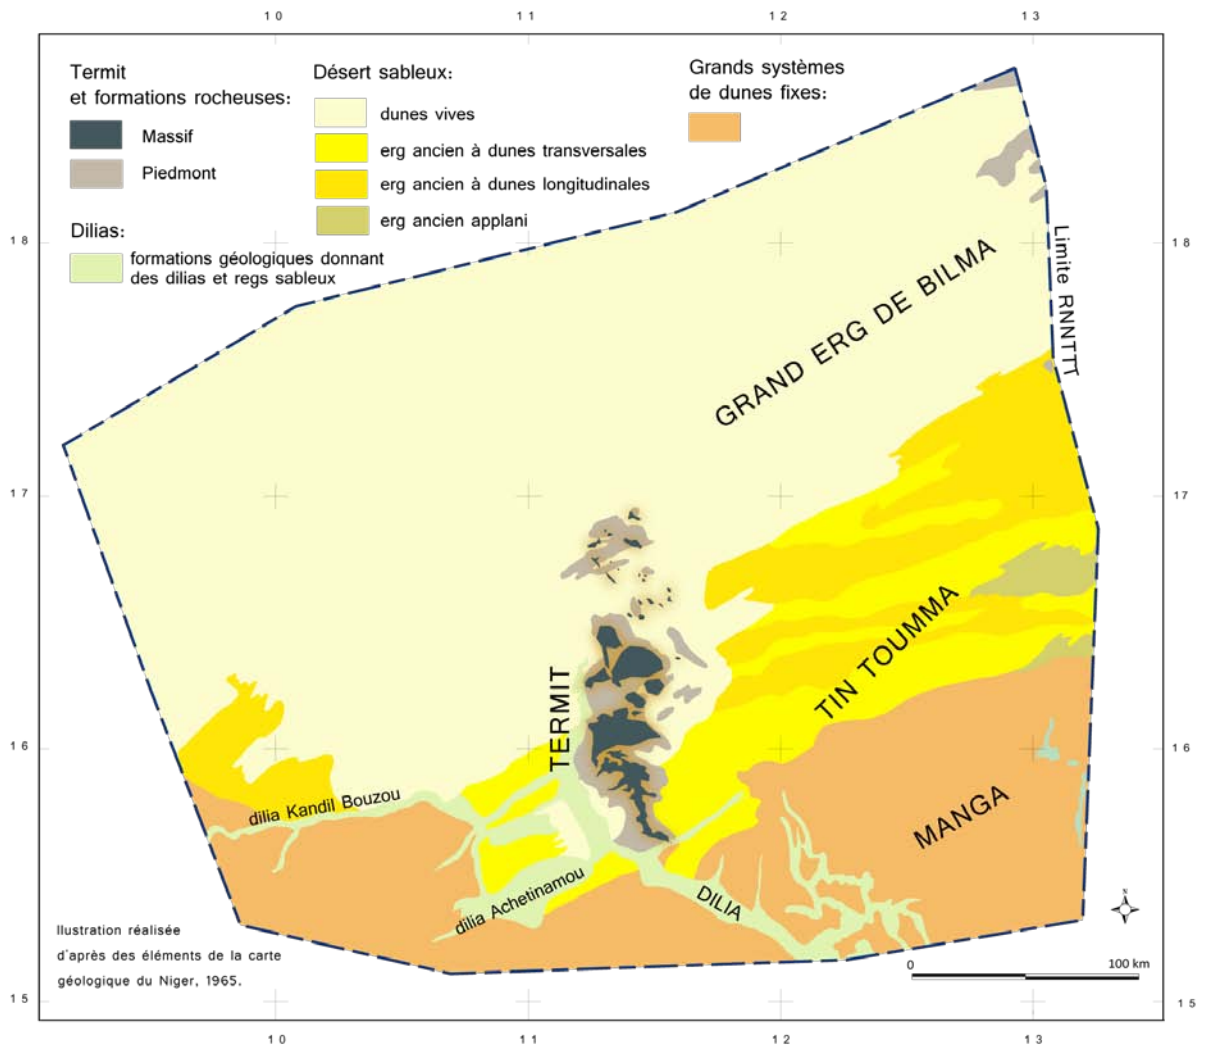 10 11 12 13
Termit
et formations rocheuses:
Massif
Piedmont
Dilias:
formations géologiques donnant
des dilias et regs sableux
Désert sableux:
dunes vives
erg ancien à dunes transversales
erg ancien à dunes longitudinales
erg ancien applani
Grands systèmes
de dunes fixes:
18 18
Limite RNNTTT
GRAND ERG DE BILMA
17 17
TIN TOUMMA
TERMIT
16 16
dilia Kandil Bouzou
MANGA
dilia Achetinamou
DILIA
N
Ilustration réalisée
d'après des éléments de la carte
géologique du Niger, 1965.
0 100 km
15 15
10 11 12 13